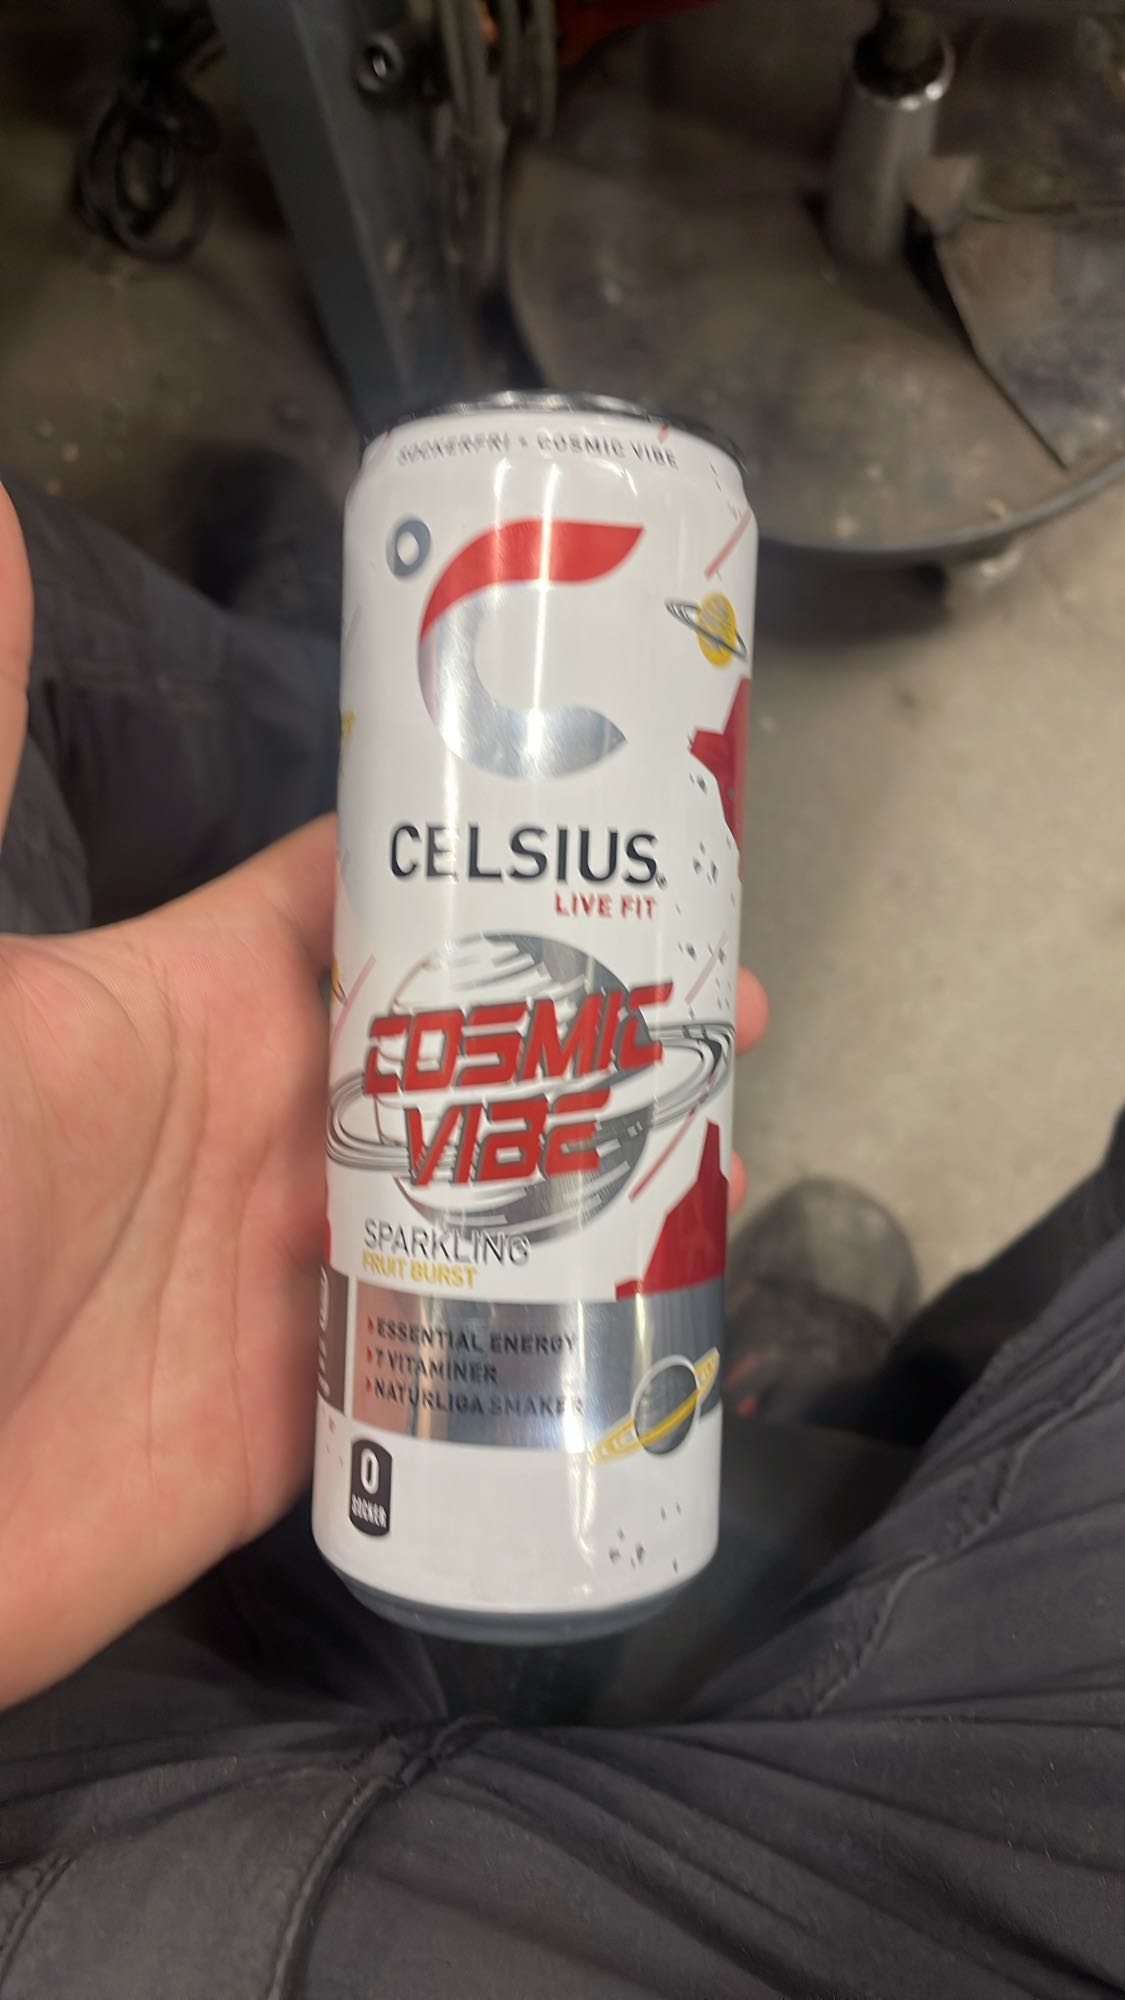 SOCKERFRI • COSMIC VIBE
CELSIUS®
LIVE FIT
COSMIC
VIBE
SPARKLING
FRUIT BURST
ESSENTIAL ENERGY
7 VITAMINER
NATURLIGA SMAKER
0
SOCKER